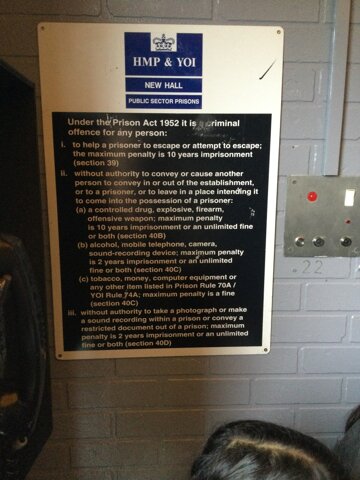 HMP & YOI
NEW HALL
PUBLIC SECTOR PRISONS
Under the Prison Act 1952 it is a criminal
offence for any person:
i. to help a prisoner to escape or attempt to escape;
the maximum penalty is 10 years imprisonment
(section 39)
ii. without authority to convey or cause another
person to convey in or out of the establishment,
or to a prisoner, or to leave in a place intending it
to come into the possession of a prisoner:
(a) a controlled drug, explosive, firearm,
offensive weapon; maximum penalty
is 10 years imprisonment or an unlimited
fine or both (section 40B)
(b) alcohol, mobile telephone, camera,
sound-recording device; maximum penalty
is 2 years imprisonment or an unlimited
fine or both (section 40C)
(c) tobacco, money, computer equipment or
any other item listed in Prison Rule 70A /
YOI Rule 74A; maximum penalty is a fine
(section 40C)
iii. without authority to take a photograph or make
a sound recording within a prison or convey a
restricted document out of a prison; maximum
penalty is 2 years imprisonment or an unlimited
fine or both (section 40D)
22